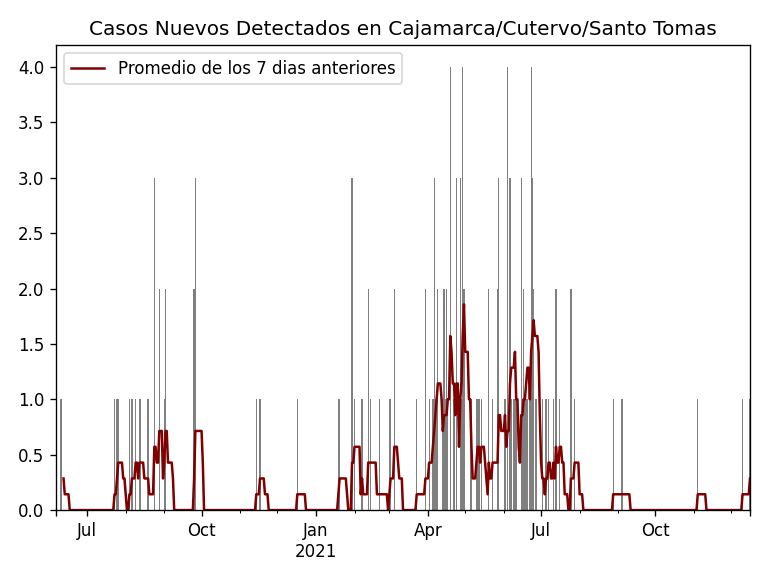 Casos Nuevos Detectados en Cajamarca/Cutervo/Santo Tomas
Promedio de los 7 dias anteriores
4.0
3.5
3.0
2.5
2.0
1.5
1.0
0.5
0.0
Jul
Oct
Jan
2021
Apr
Jul
Oct